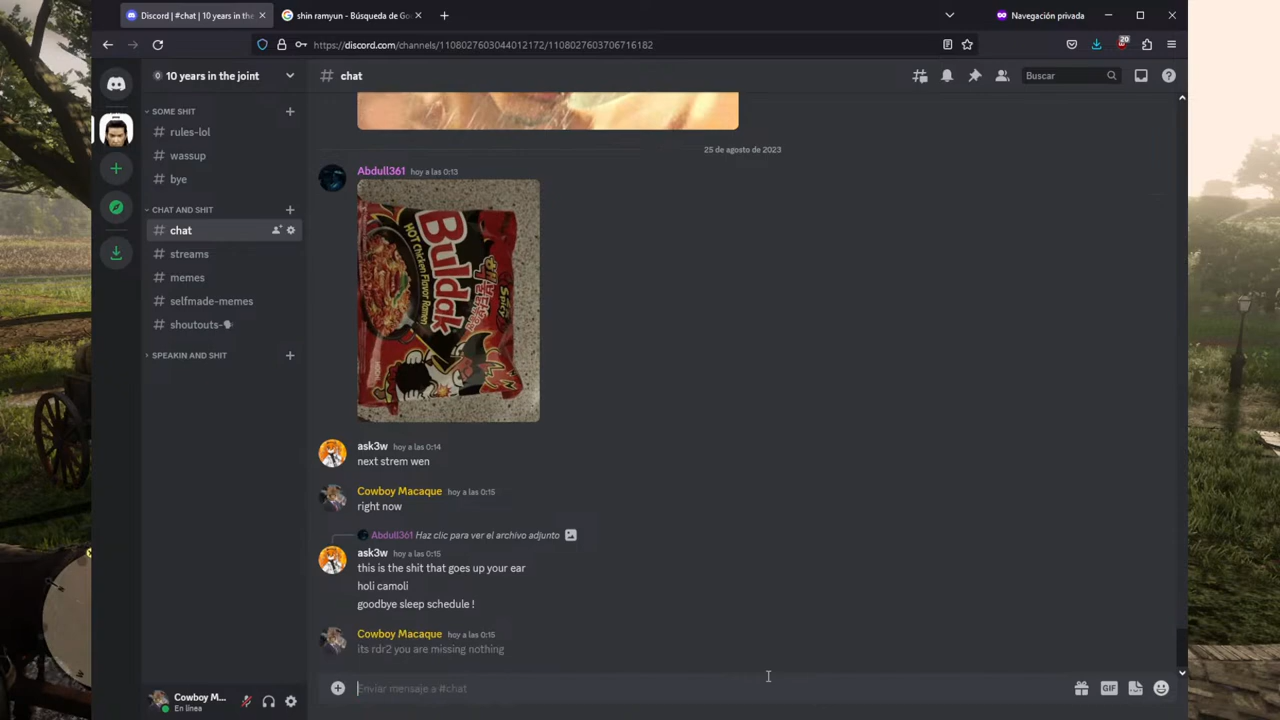 Discord | #chat | 10 years in the
shin ramyun - Búsqueda de Go
Navegación privada
https://discord.com/channels/1108027603044012172/1108027603706716182
20
10 years in the joint
chat
Buscar
SOME SHIT
rules-lol
wassup
bye
CHAT AND SHIT
chat
streams
memes
selfmade-memes
shoutouts-🗣
SPEAKIN AND SHIT
25 de agosto de 2023
Abdull361 hoy a las 0:13
Buldak
HOT Chicken Flavor Ramen
Spicy
ask3w hoy a las 0:14
next strem wen
Cowboy Macaque hoy a las 0:15
right now
Abdull361 Haz clic para ver el archivo adjunto
ask3w hoy a las 0:15
this is the shit that goes up your ear
holi camoli
goodbye sleep schedule !
Cowboy Macaque hoy a las 0:15
its rdr2 you are missing nothing
Enviar mensaje a #chat
GIF
Cowboy M...
En línea